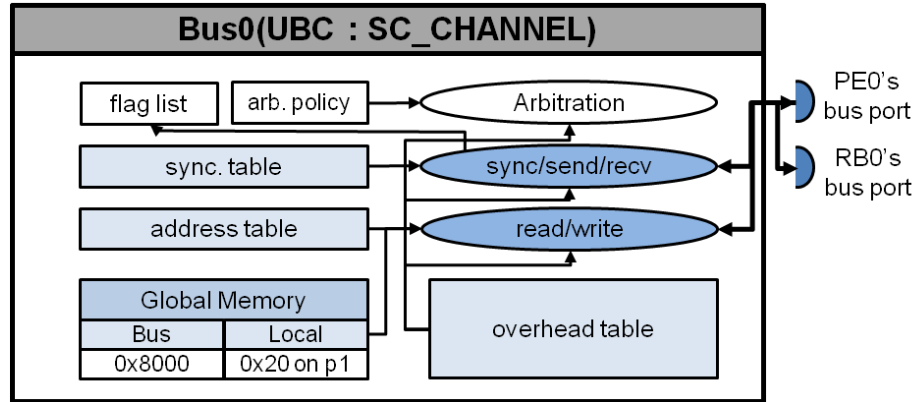 Bus0(UBC : SC_CHANNEL)
flag list
arb. policy
Arbitration
sync. table
sync/send/recv
address table
read/write
Global Memory
Bus
Local
0x8000
0x20 on p1
overhead table
PE0's
bus port
RB0's
bus port